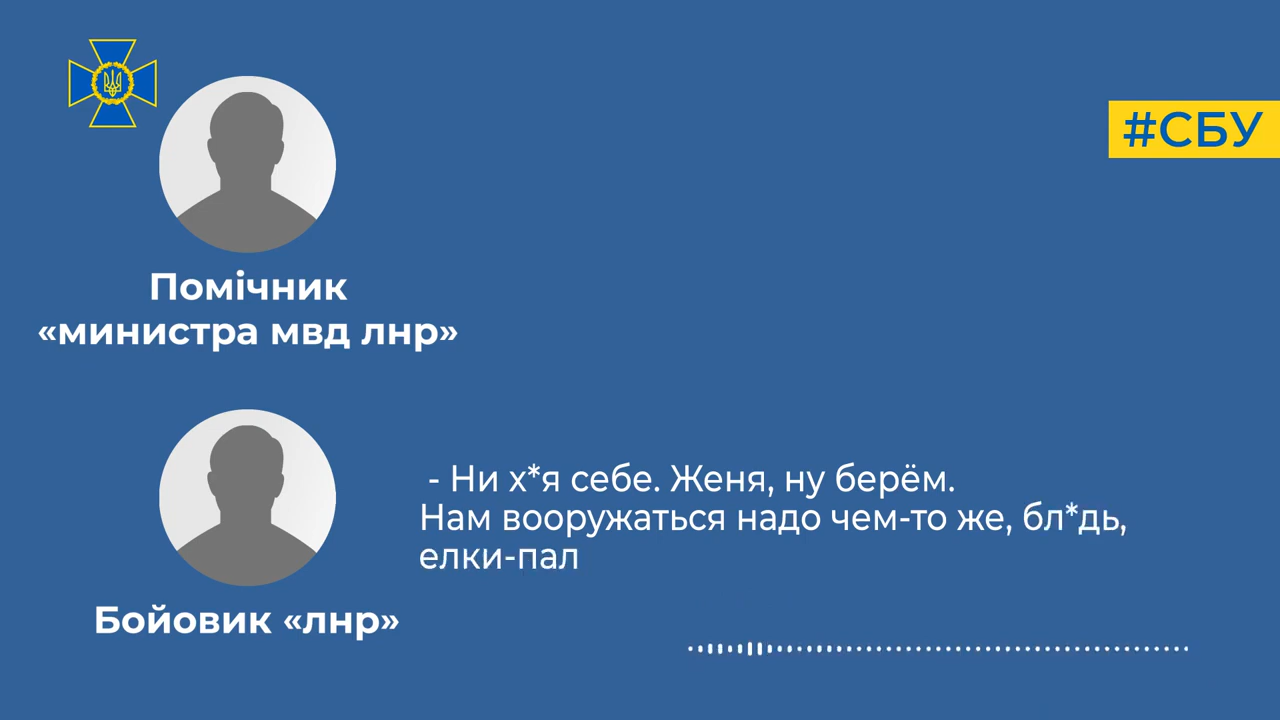 #СБУ
Помічник
«министра мвд лнр»
- Ни х*я себе. Женя, ну берём.
Нам вооружаться надо чем-то же, бл*дь,
елки-пал
Бойовик «лнр»